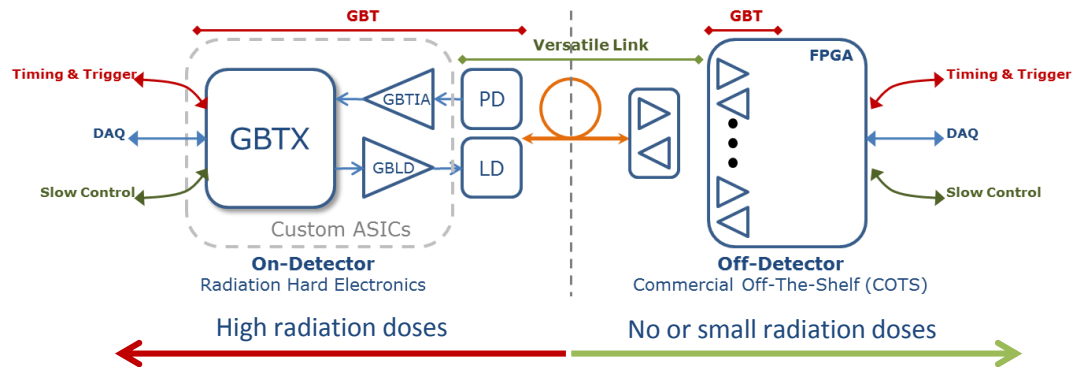 GBT
GBT
Versatile Link
FPGA
Timing & Trigger
DAQ
Slow Control
GBTX
GBTIA
GBLD
PD
LD
Custom ASICs
Timing & Trigger
DAQ
Slow Control
On-Detector
Radiation Hard Electronics
Off-Detector
Commercial Off-The-Shelf (COTS)
High radiation doses
No or small radiation doses